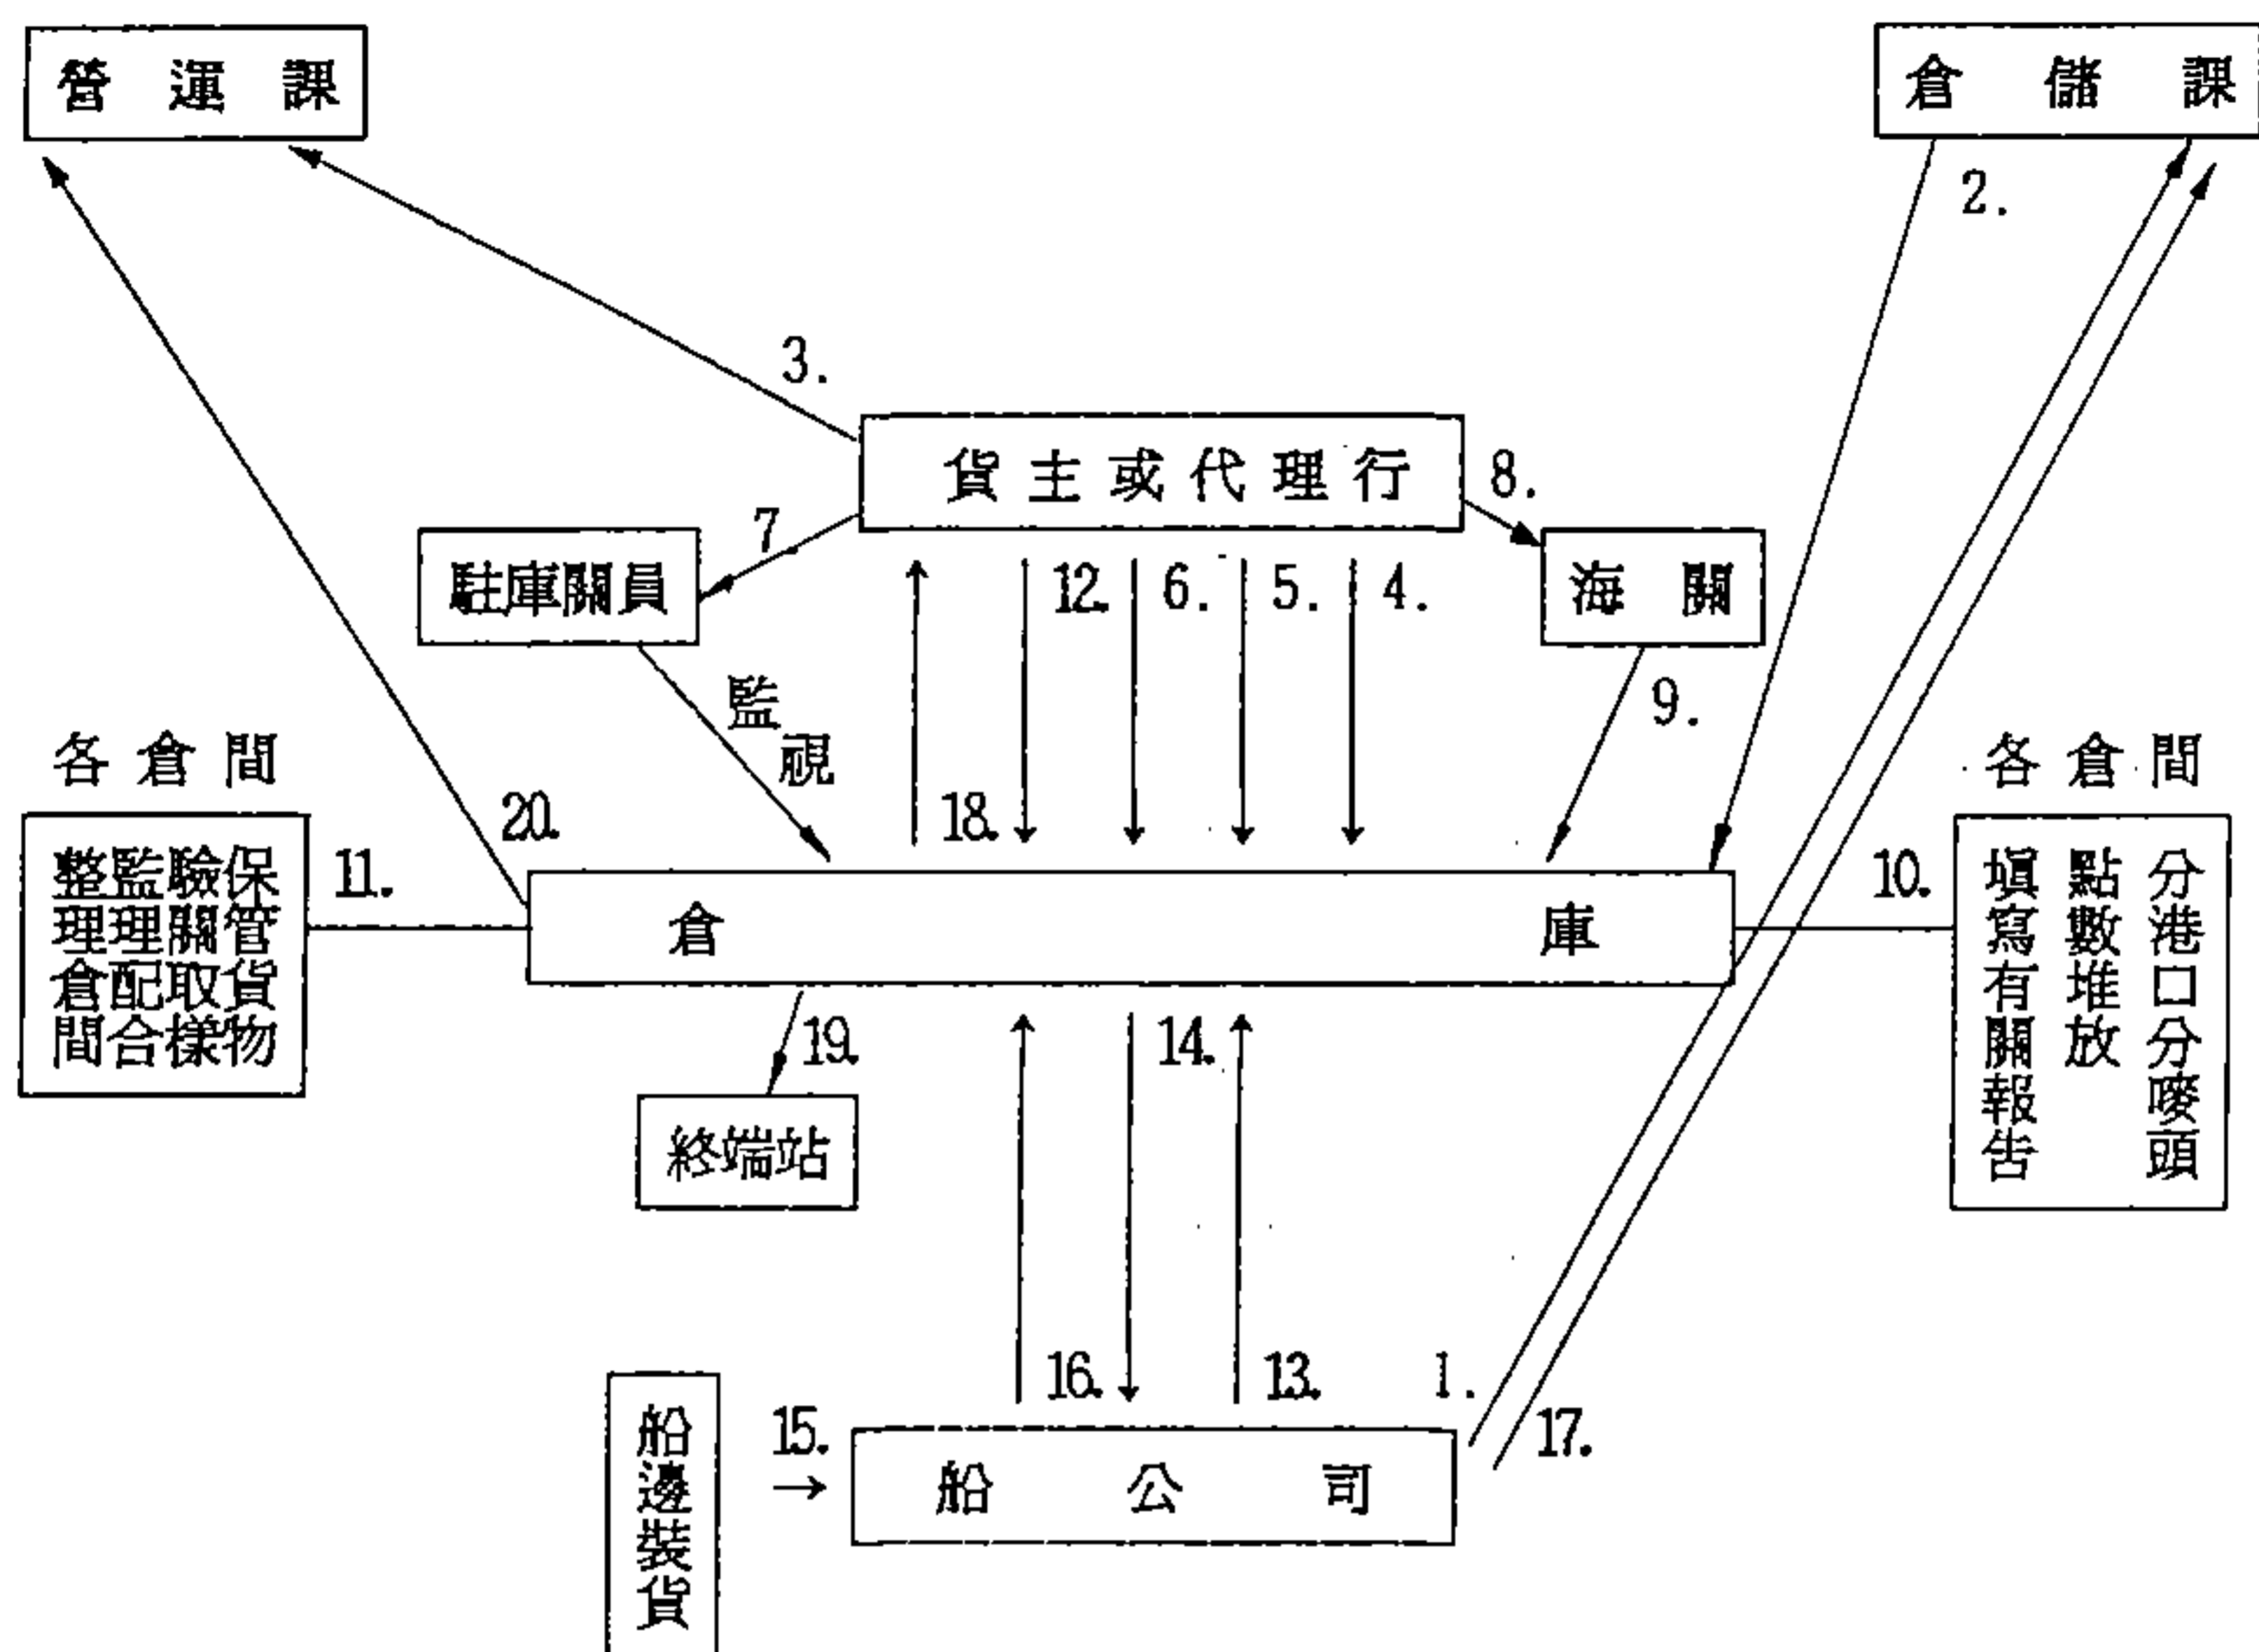 營運課
倉儲課
2.
3.
貨主或代理行
8.
7.
駐庫關員
12.
6.
5.
4.
海關
監視
9.
各倉間
各倉間
20.
18.
保管貨物
驗關取樣
監理配合
整理倉間
11.
10.
分港口分嘜頭
點數堆放
填寫有關報告
倉庫
19.
14.
終端站
16.
13.
1.
17.
15.
船邊裝貨
→
船公司